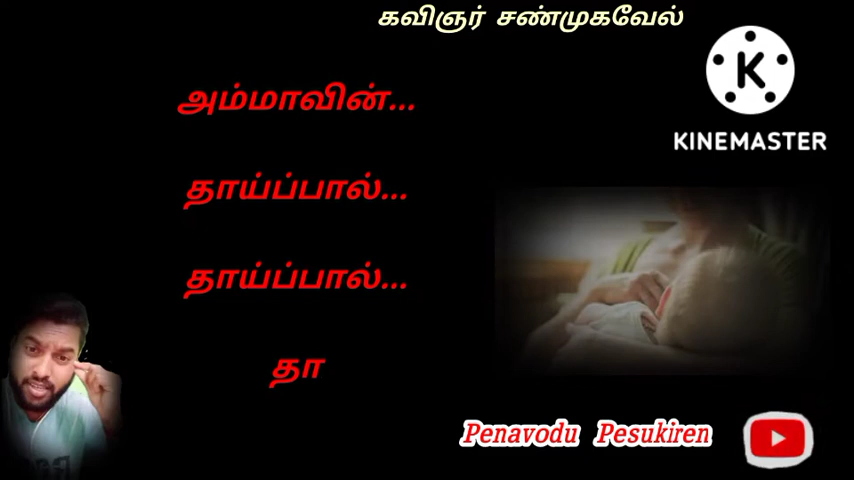 கவிஞர் சண்முகவேல்
அம்மாவின்...
தாய்ப்பால்...
தாய்ப்பால்...
தா
K
KINEMASTER
Penavodu Pesukiren